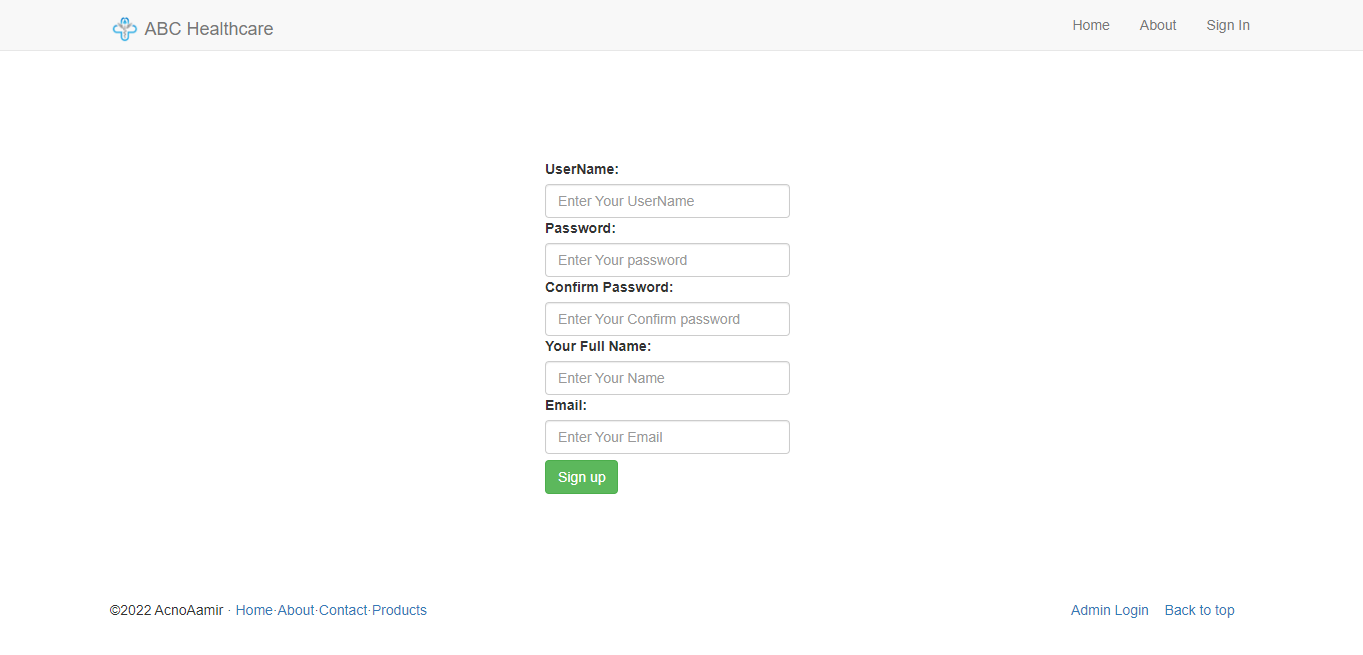 ABC Healthcare Home About Sign In
UserName:
Enter Your UserName
Password:
Enter Your password
Confirm Password:
Enter Your Confirm password
Your Full Name:
Enter Your Name
Email:
Enter Your Email
Sign up
©2022 AcnoAamir · Home·About·Contact·Products Admin Login Back to top